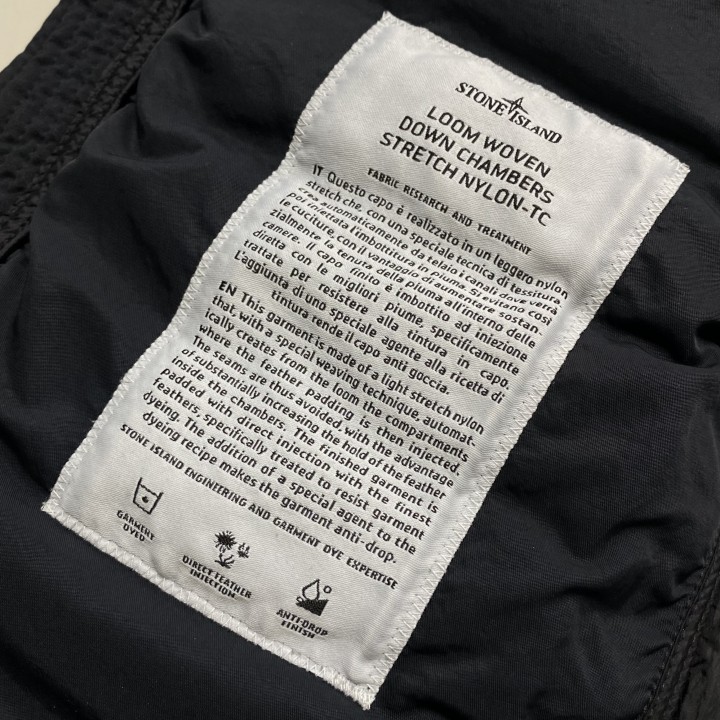 STONE ISLAND
LOOM WOVEN
DOWN CHAMBERS
STRETCH NYLON-TC
FABRIC RESEARCH AND TREATMENT
IT Questo capo è realizzato in un leggero nylon
stretch che, con una speciale tecnica di tessitura
crea automaticamente da telaio i canali dove verrà
poi iniettata l'imbottitura in piuma. Si evitano così
le cuciture, con il vantaggio di aumentare sostan-
zialmente la tenuta della piuma all'interno delle
camere. Il capo finito è imbottito ad iniezione
diretta con le migliori piume, specificamente
trattate per resistere alla tintura in capo.
L'aggiunta di uno speciale agente alla ricetta di
tintura rende il capo anti goccia.
EN This garment is made of a light stretch nylon
that, with a special weaving technique, automat-
ically creates from the loom the compartments
where the feather padding is then injected.
The seams are thus avoided with the advantage
of substantially increasing the hold of the feather
inside the chambers. The finished garment is
padded with direct injection with the finest
feathers, specifically treated to resist garment
dyeing. The addition of a special agent to the
dyeing recipe makes the garment anti-drop.
STONE ISLAND ENGINEERING AND GARMENT DYE EXPERTISE
GARMENT
DYED
DIRECT FEATHER
INJECTION
ANTI-DROP
FINISH